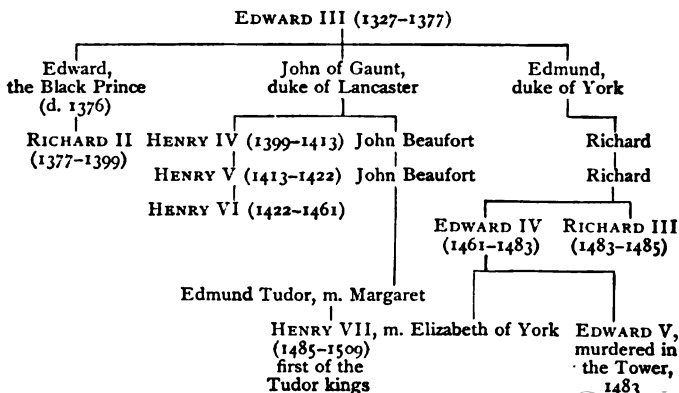 EDWARD III (1327–1377)
Edward, John of Gaunt, Edmund,
the Black Prince duke of Lancaster duke of York
(d. 1376)
RICHARD II HENRY IV (1399–1413) John Beaufort Richard
(1377–1399)
HENRY V (1413–1422) John Beaufort Richard
HENRY VI (1422–1461)
EDWARD IV RICHARD III
(1461–1483) (1483–1485)
Edmund Tudor, m. Margaret
HENRY VII, m. Elizabeth of York EDWARD V,
(1485–1509) murdered in
first of the the Tower,
Tudor kings 1483